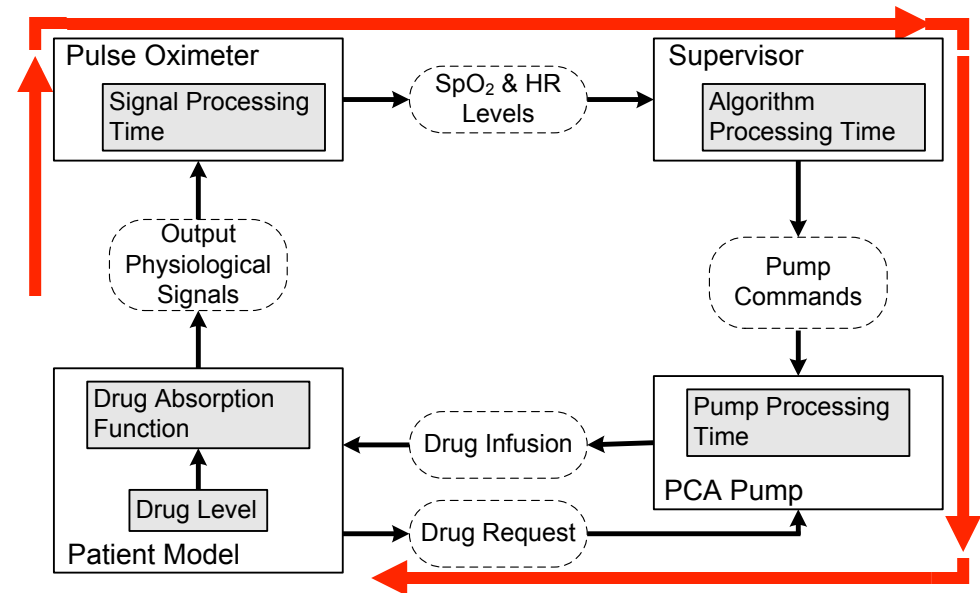 Pulse Oximeter
Signal Processing
Time
SpO₂ & HR
Levels
Supervisor
Algorithm
Processing Time
Output
Physiological
Signals
Pump
Commands
Drug Absorption
Function
Drug Level
Patient Model
Drug Infusion
Drug Request
Pump Processing
Time
PCA Pump